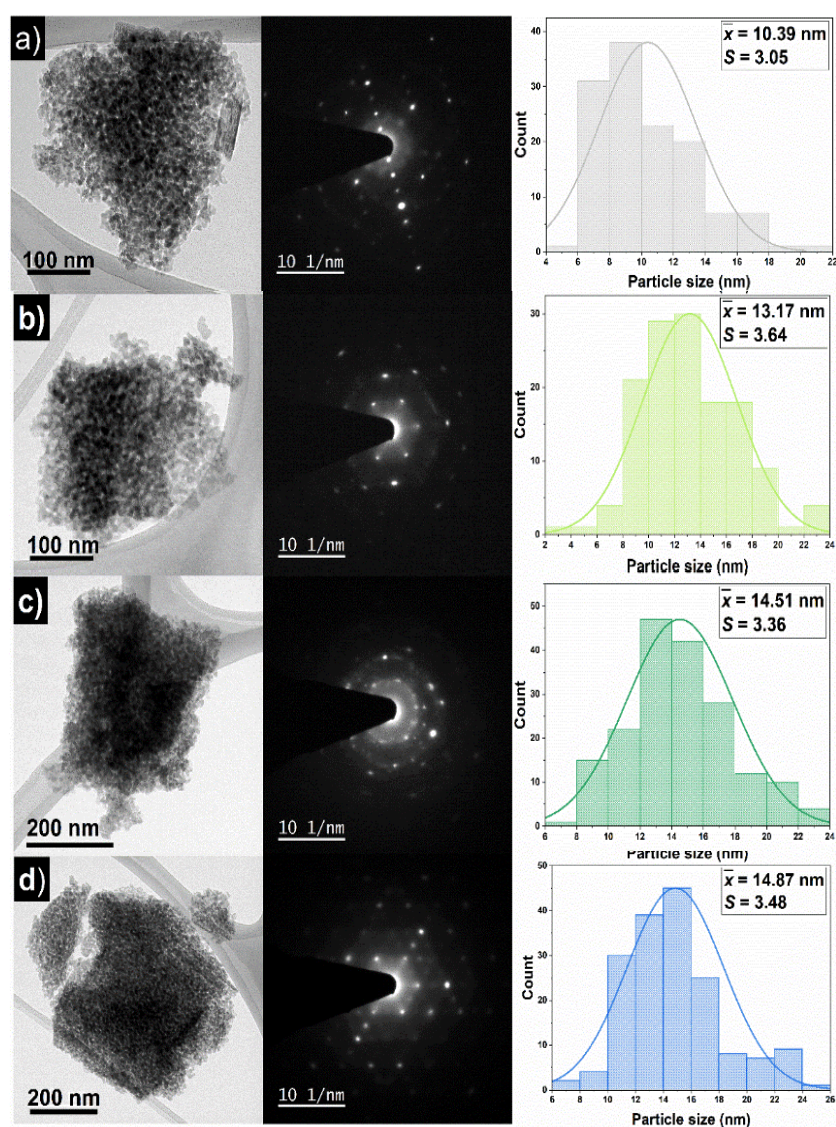 a)
100 nm
10 1/nm
Count
40
30
20
10
0
4 6 8 10 12 14 16 18 20 22
Particle size (nm)
x̄ = 10.39 nm
S = 3.05
b)
100 nm
10 1/nm
Count
30
20
10
0
2 4 6 8 10 12 14 16 18 20 22 24
Particle size (nm)
x̄ = 13.17 nm
S = 3.64
c)
200 nm
10 1/nm
Count
50
40
30
20
10
0
6 8 10 12 14 16 18 20 22 24
Particle size (nm)
x̄ = 14.51 nm
S = 3.36
d)
200 nm
10 1/nm
Count
50
40
30
20
10
0
6 8 10 12 14 16 18 20 22 24 26
Particle size (nm)
x̄ = 14.87 nm
S = 3.48